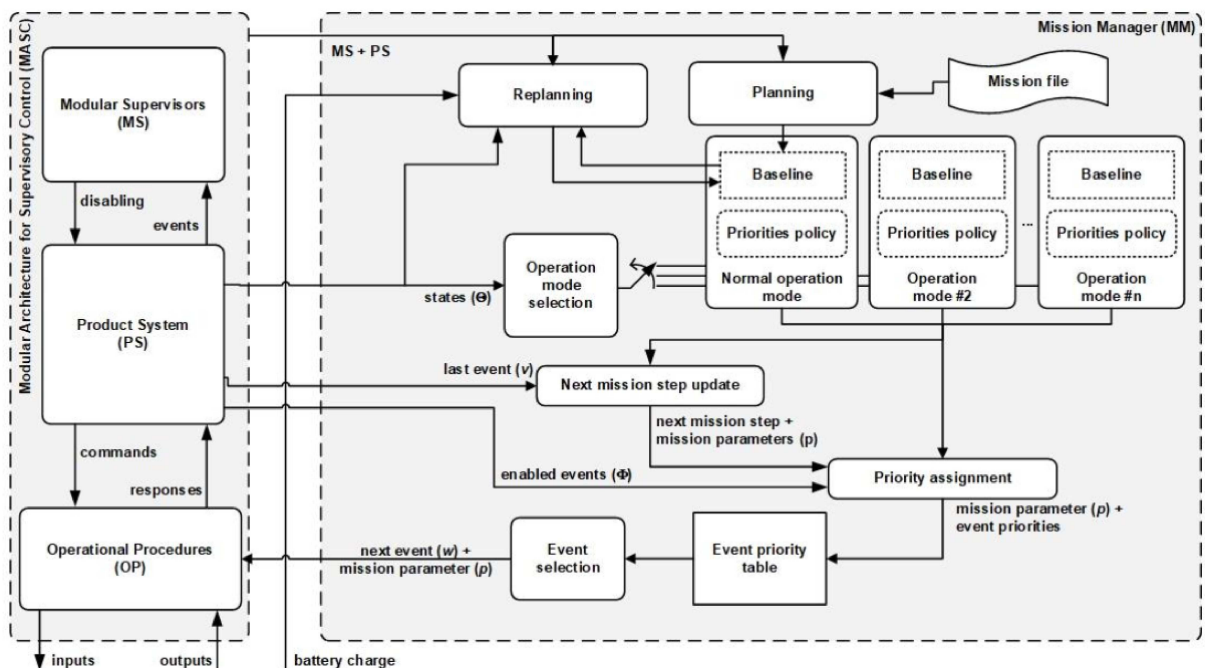 Modular Architecture for Supervisory Control (MASC)
Modular Supervisors
(MS)
disabling
events
Product System
(PS)
commands
responses
Operational Procedures
(OP)
inputs
outputs
battery charge
Mission Manager (MM)
MS + PS
Replanning
Planning
Mission file
Baseline
Priorities policy
Normal operation
mode
Baseline
Priorities policy
Operation
mode #2
...
Baseline
Priorities policy
Operation
mode #n
Operation
mode
selection
states (Θ)
last event (v)
Next mission step update
next mission step +
mission parameters (p)
enabled events (Φ)
Priority assignment
mission parameter (p) +
event priorities
Event priority
table
Event
selection
next event (w) +
mission parameter (p)